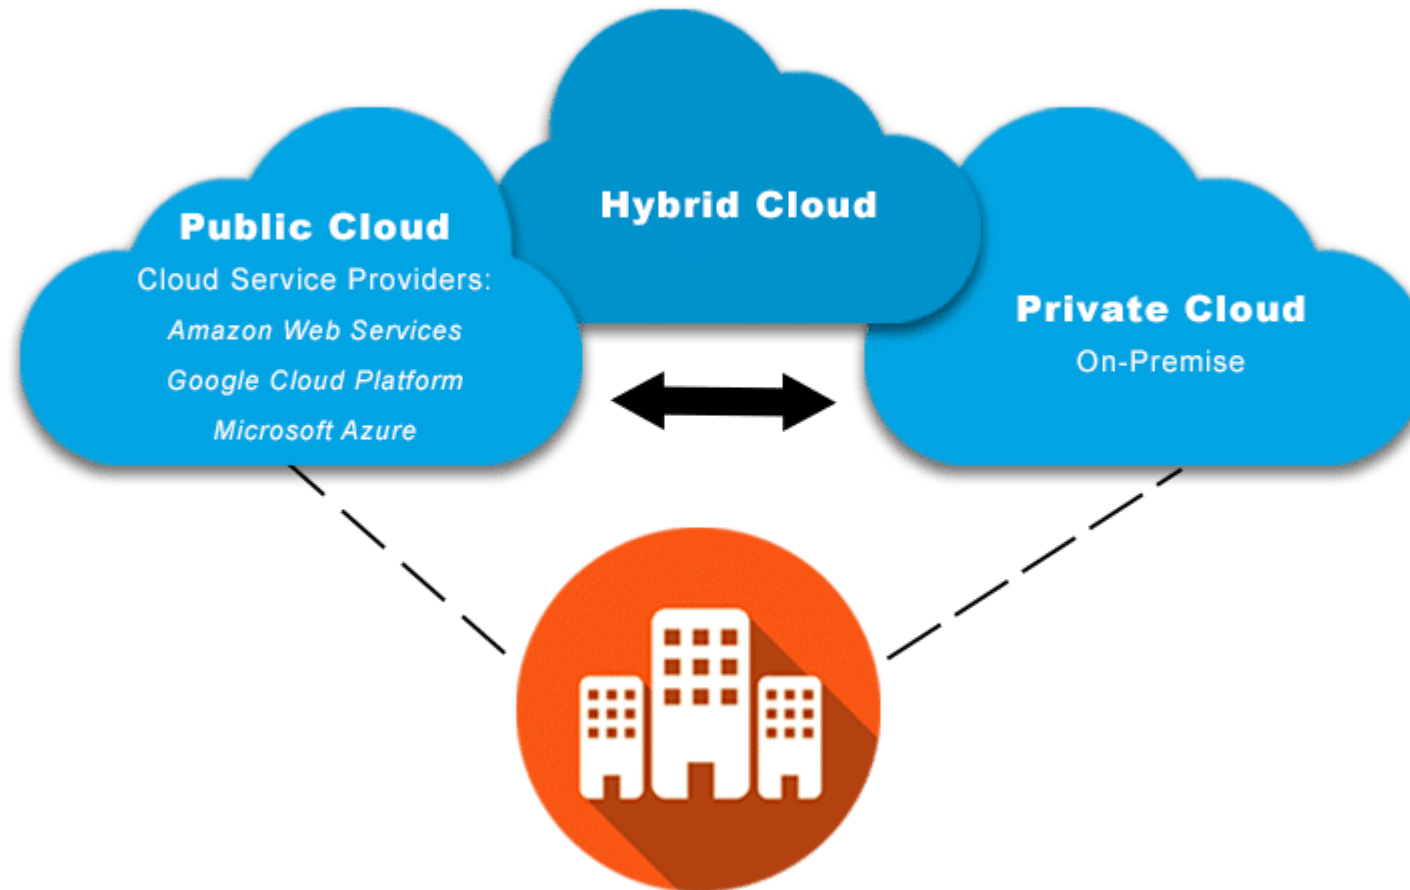 Hybrid Cloud
Public Cloud
Cloud Service Providers:
Amazon Web Services
Google Cloud Platform
Microsoft Azure
Private Cloud
On-Premise